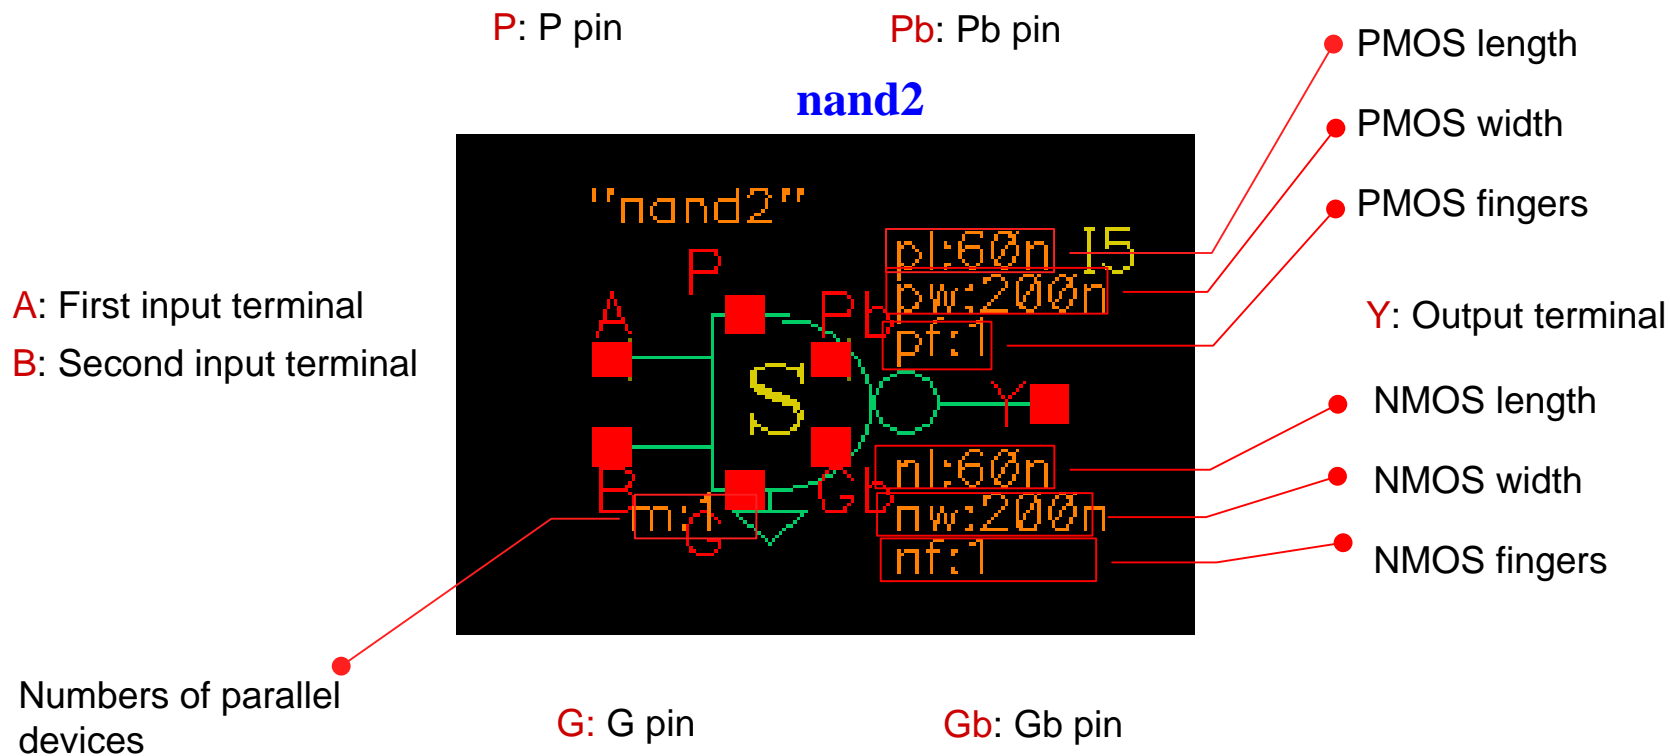 P: P pin
Pb: Pb pin
PMOS length
nand2
PMOS width
"nand2"
PMOS fingers
P
pl:60n
I5
pw:200n
A: First input terminal
A
Pb
Y: Output terminal
pf:1
B: Second input terminal
S
Y
NMOS length
nl:60n
B
Gb
NMOS width
m:1
nw:200n
G
nf:1
NMOS fingers
Numbers of parallel
devices
G: G pin
Gb: Gb pin